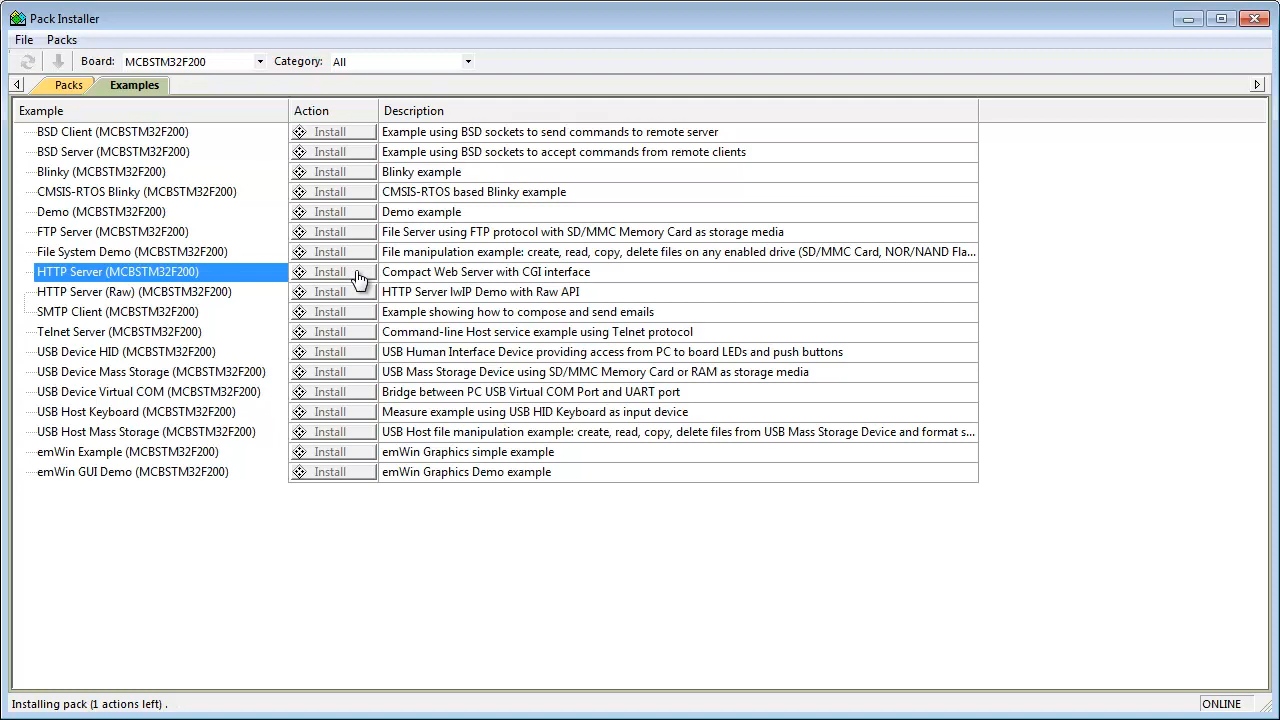 Pack Installer
File Packs
Board: MCBSTM32F200 Category: All
Packs Examples
Example Action Description
BSD Client (MCBSTM32F200) Install Example using BSD sockets to send commands to remote server
BSD Server (MCBSTM32F200) Install Example using BSD sockets to accept commands from remote clients
Blinky (MCBSTM32F200) Install Blinky example
CMSIS-RTOS Blinky (MCBSTM32F200) Install CMSIS-RTOS based Blinky example
Demo (MCBSTM32F200) Install Demo example
FTP Server (MCBSTM32F200) Install File Server using FTP protocol with SD/MMC Memory Card as storage media
File System Demo (MCBSTM32F200) Install File manipulation example: create, read, copy, delete files on any enabled drive (SD/MMC Card, NOR/NAND Fla...
HTTP Server (MCBSTM32F200) Install Compact Web Server with CGI interface
HTTP Server (Raw) (MCBSTM32F200) Install HTTP Server lwIP Demo with Raw API
SMTP Client (MCBSTM32F200) Install Example showing how to compose and send emails
Telnet Server (MCBSTM32F200) Install Command-line Host service example using Telnet protocol
USB Device HID (MCBSTM32F200) Install USB Human Interface Device providing access from PC to board LEDs and push buttons
USB Device Mass Storage (MCBSTM32F200) Install USB Mass Storage Device using SD/MMC Memory Card or RAM as storage media
USB Device Virtual COM (MCBSTM32F200) Install Bridge between PC USB Virtual COM Port and UART port
USB Host Keyboard (MCBSTM32F200) Install Measure example using USB HID Keyboard as input device
USB Host Mass Storage (MCBSTM32F200) Install USB Host file manipulation example: create, read, copy, delete files from USB Mass Storage Device and format s...
emWin Example (MCBSTM32F200) Install emWin Graphics simple example
emWin GUI Demo (MCBSTM32F200) Install emWin Graphics Demo example
Installing pack (1 actions left) . ONLINE